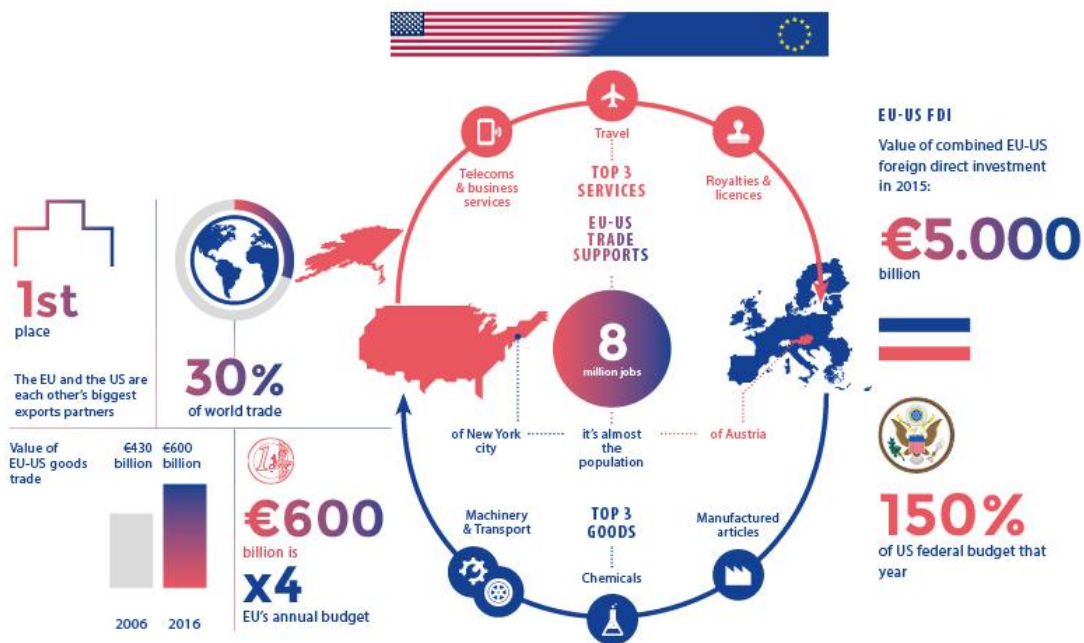 1st
place
The EU and the US are
each other's biggest
exports partners
30%
of world trade
Value of
EU-US goods
trade
€430
billion
€600
billion
2006
2016
€600
billion is
x4
EU's annual budget
Telecoms
& business
services
Travel
Royalties &
licences
TOP 3
SERVICES
EU-US
TRADE
SUPPORTS
8
million jobs
of New York
city
it's almost
the
population
of Austria
Machinery
& Transport
TOP 3
GOODS
Chemicals
Manufactured
articles
EU-US FDI
Value of combined EU-US
foreign direct investment
in 2015:
€5.000
billion
150%
of US federal budget that
year